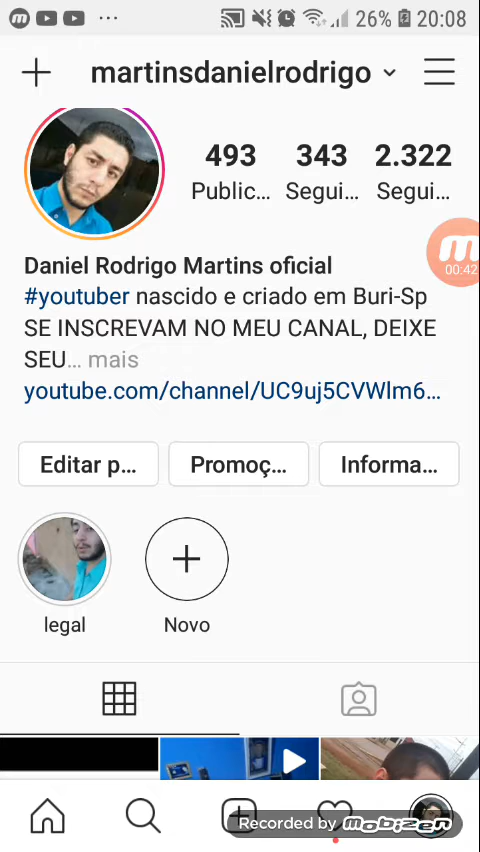 26% 20:08
martinsdanielrodrigo
493 343 2.322
Public... Segui... Segui...
m
00:42
Daniel Rodrigo Martins oficial
#youtuber nascido e criado em Buri-Sp
SE INSCREVAM NO MEU CANAL, DEIXE
SEU... mais
youtube.com/channel/UC9uj5CVWlm6...
Editar p... Promoç... Informa...
legal Novo
Recorded by mobizen